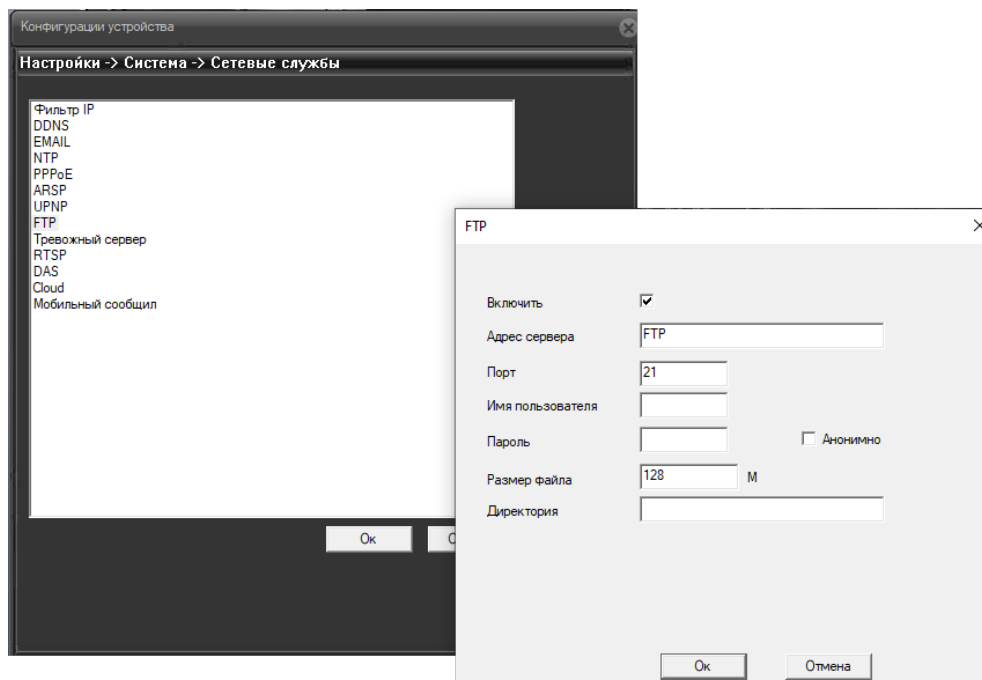 Конфигурации устройства
Настройки -> Система -> Сетевые службы
Фильтр IP
DDNS
EMAIL
NTP
PPPoE
ARSP
UPNP
FTP
Тревожный сервер
RTSP
DAS
Cloud
Мобильный сообщил
Ок
FTP
Включить
Адрес сервера FTP
Порт 21
Имя пользователя
Пароль Анонимно
Размер файла 128 М
Директория
Ок Отмена